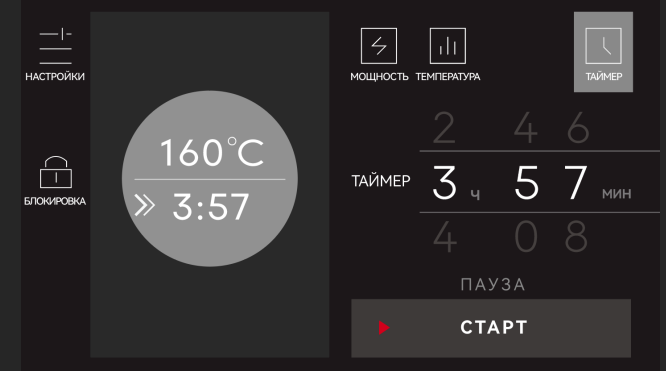 НАСТРОЙКИ
БЛОКИРОВКА
160°C
3:57
МОЩНОСТЬ ТЕМПЕРАТУРА ТАЙМЕР
2 4 6
ТАЙМЕР 3 ч 5 7 мин
4 0 8
ПАУЗА
СТАРТ